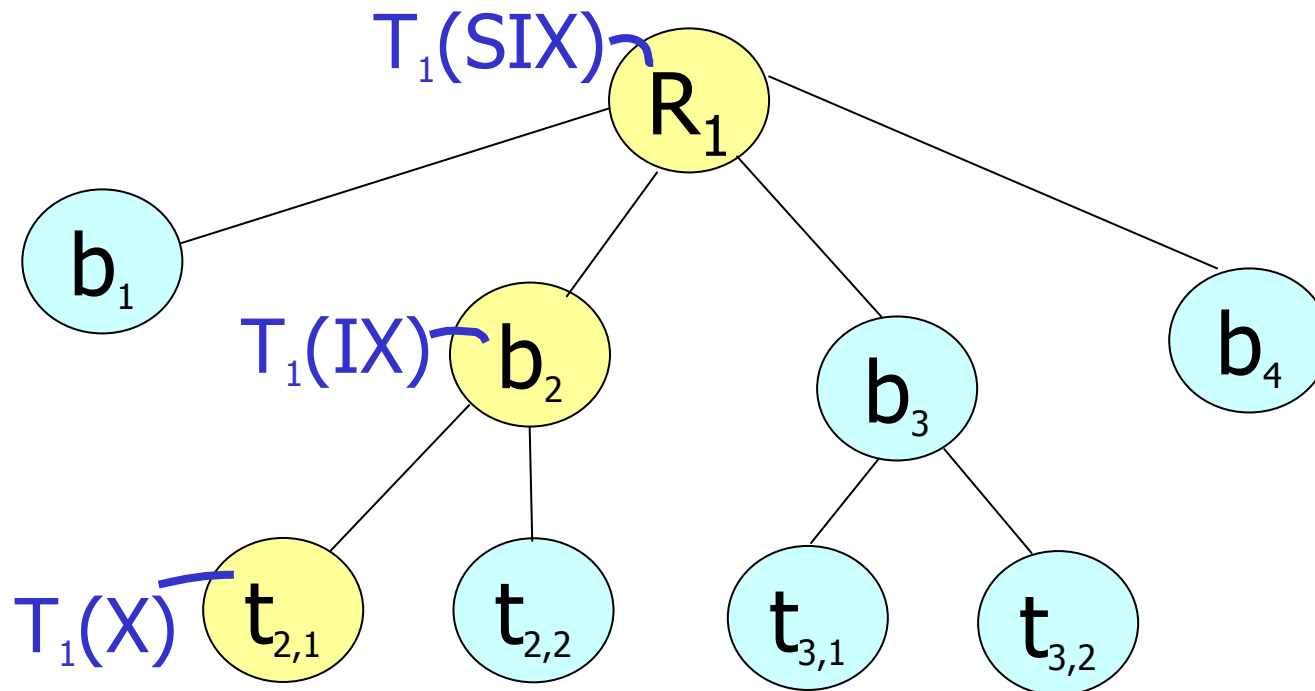 T₁(SIX)
R₁
b₁
T₁(IX)
b₂
b₃
b₄
T₁(X)
t₂,₁
t₂,₂
t₃,₁
t₃,₂